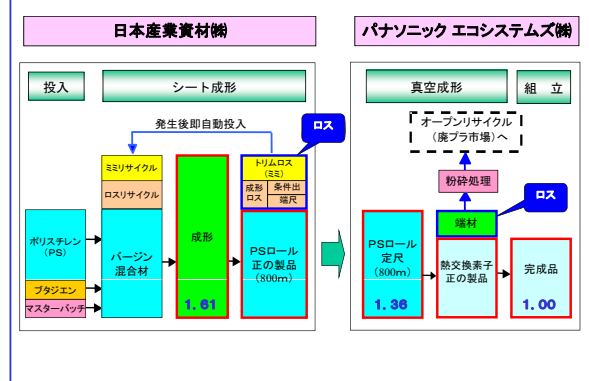 日本産業資材㈱
パナソニック エコシステムズ㈱
投入
シート成形
真空成形
組 立
発生後即自動投入
ロス
オープンリサイクル
(廃プラ市場)へ
ミミリサイクル
トリムロス
(ミミ)
ロスリサイクル
成形
ロス
条件出
端尺
粉砕処理
ロス
端材
ポリスチレン
(PS)
バージン
混合材
成形
PSロール
正の製品
(800m)
PSロール
定尺
(800m)
熱交換素子
正の製品
完成品
ブタジエン
マスターバッチ
1.61
1.36
1.00